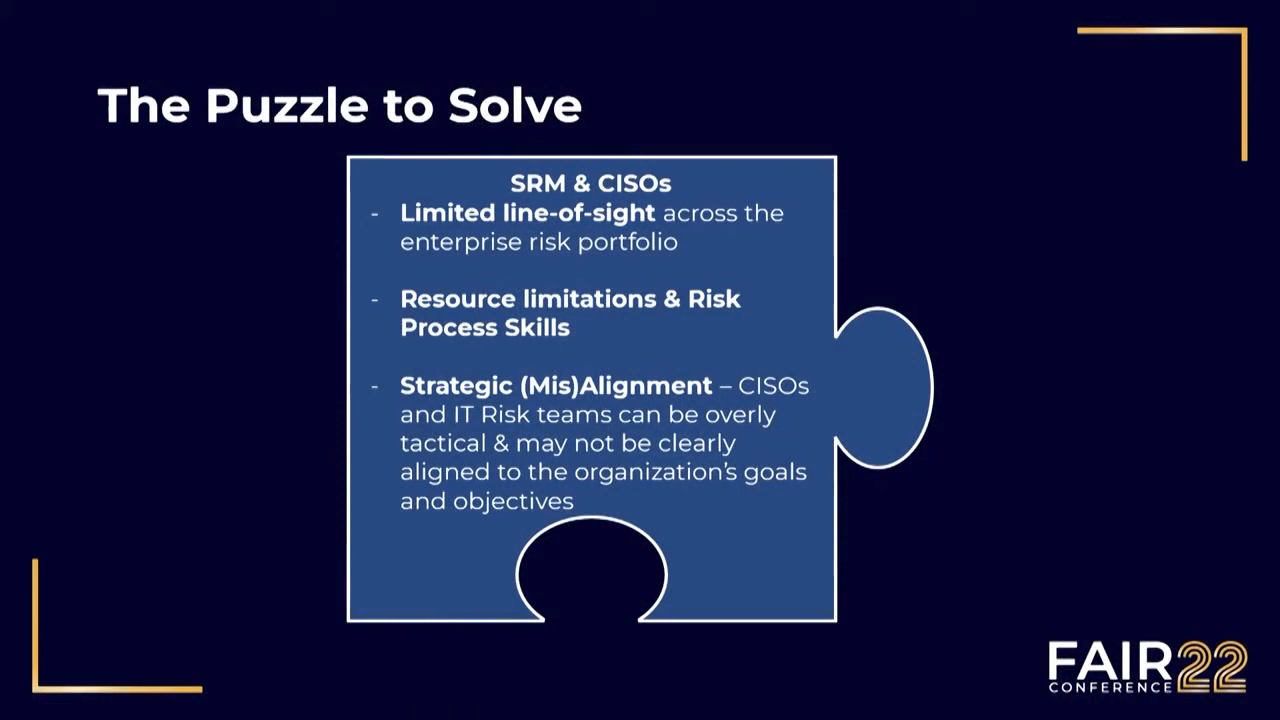 The Puzzle to Solve
SRM & CISOs
- Limited line-of-sight across the
enterprise risk portfolio
- Resource limitations & Risk
Process Skills
- Strategic (Mis)Alignment – CISOs
and IT Risk teams can be overly
tactical & may not be clearly
aligned to the organization’s goals
and objectives
FAIR22
CONFERENCE